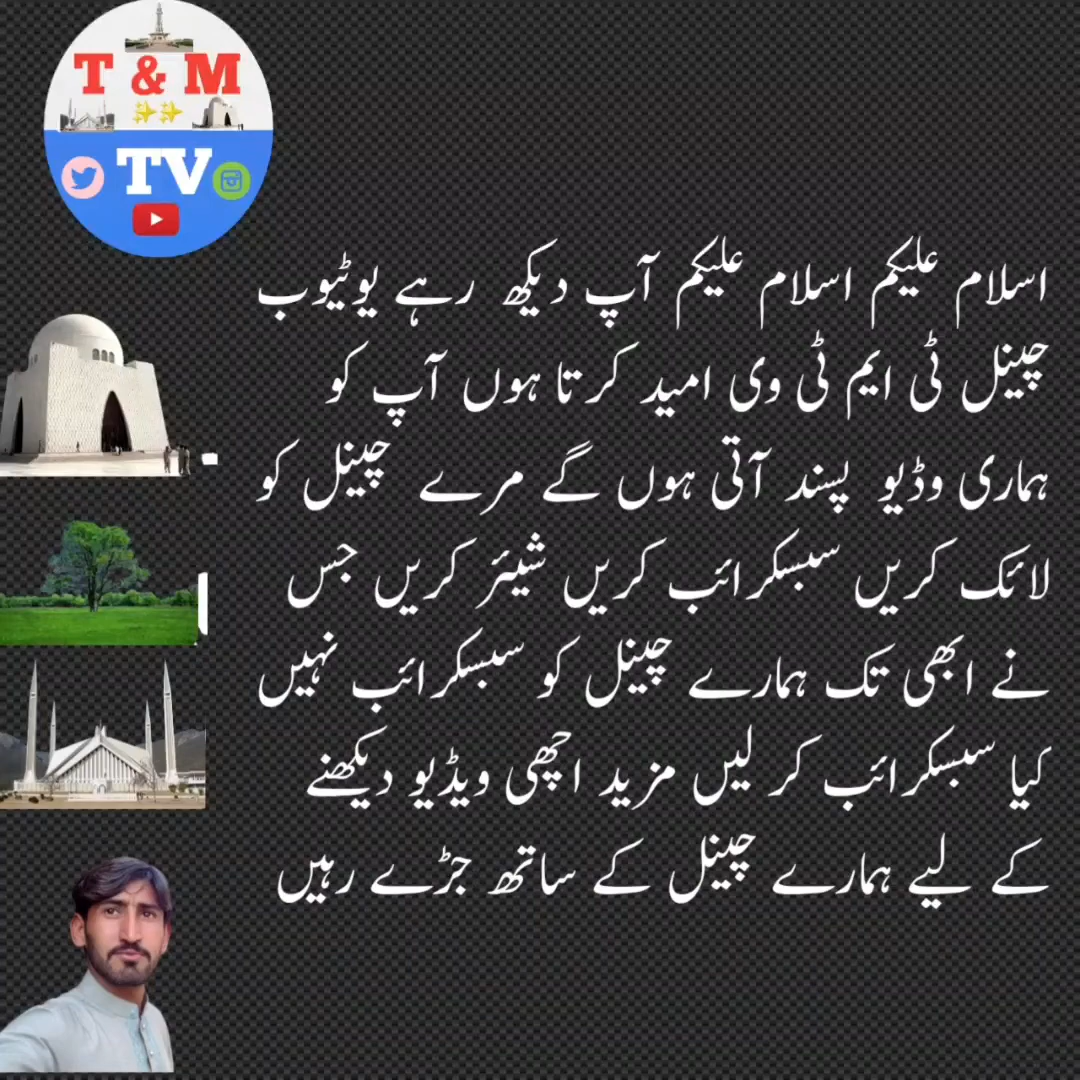 T & M
TV
اسلام علیکم اسلام علیکم آپ دیکھ رہے یوٹیوب
چینل ٹی ایم ٹی وی امید کرتا ہوں آپ کو
ہماری وڈیو پسند آتی ہوں گے مرے چینل کو
لائک کریں سبسکرائب کریں شیئر کریں جس
نے ابھی تک ہمارے چینل کو سبسکرائب نہیں
کیا سبسکرائب کر لیں مزید اچھی ویڈیو دیکھنے
کے لیے ہمارے چینل کے ساتھ جڑے رہیں